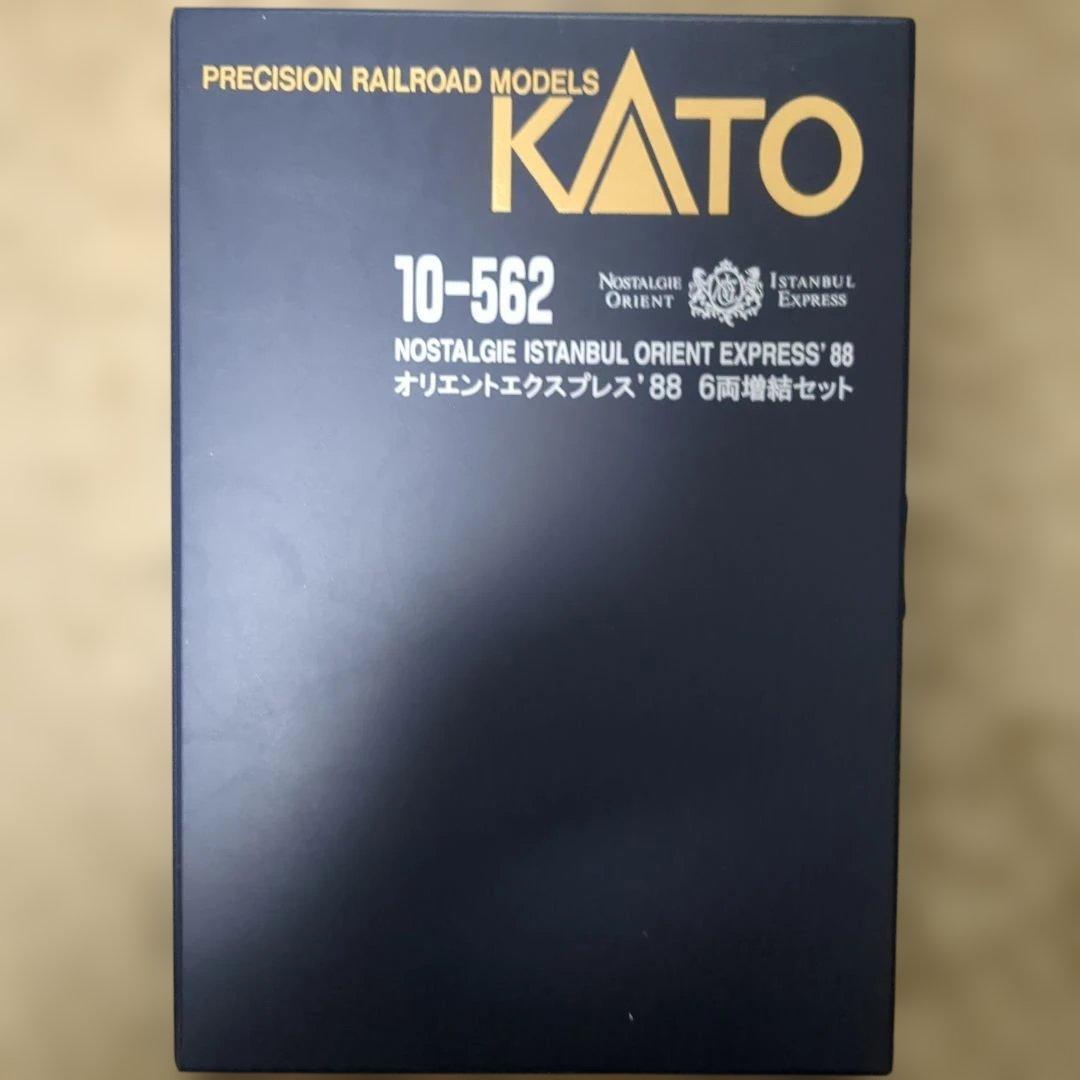 PRECISION RAILROAD MODELS
KATO
10-562
NOSTALGIE ISTANBUL
ORIENT EXPRESS
NOSTALGIE ISTANBUL ORIENT EXPRESS'88
オリエントエクスプレス'88 6両増結セット